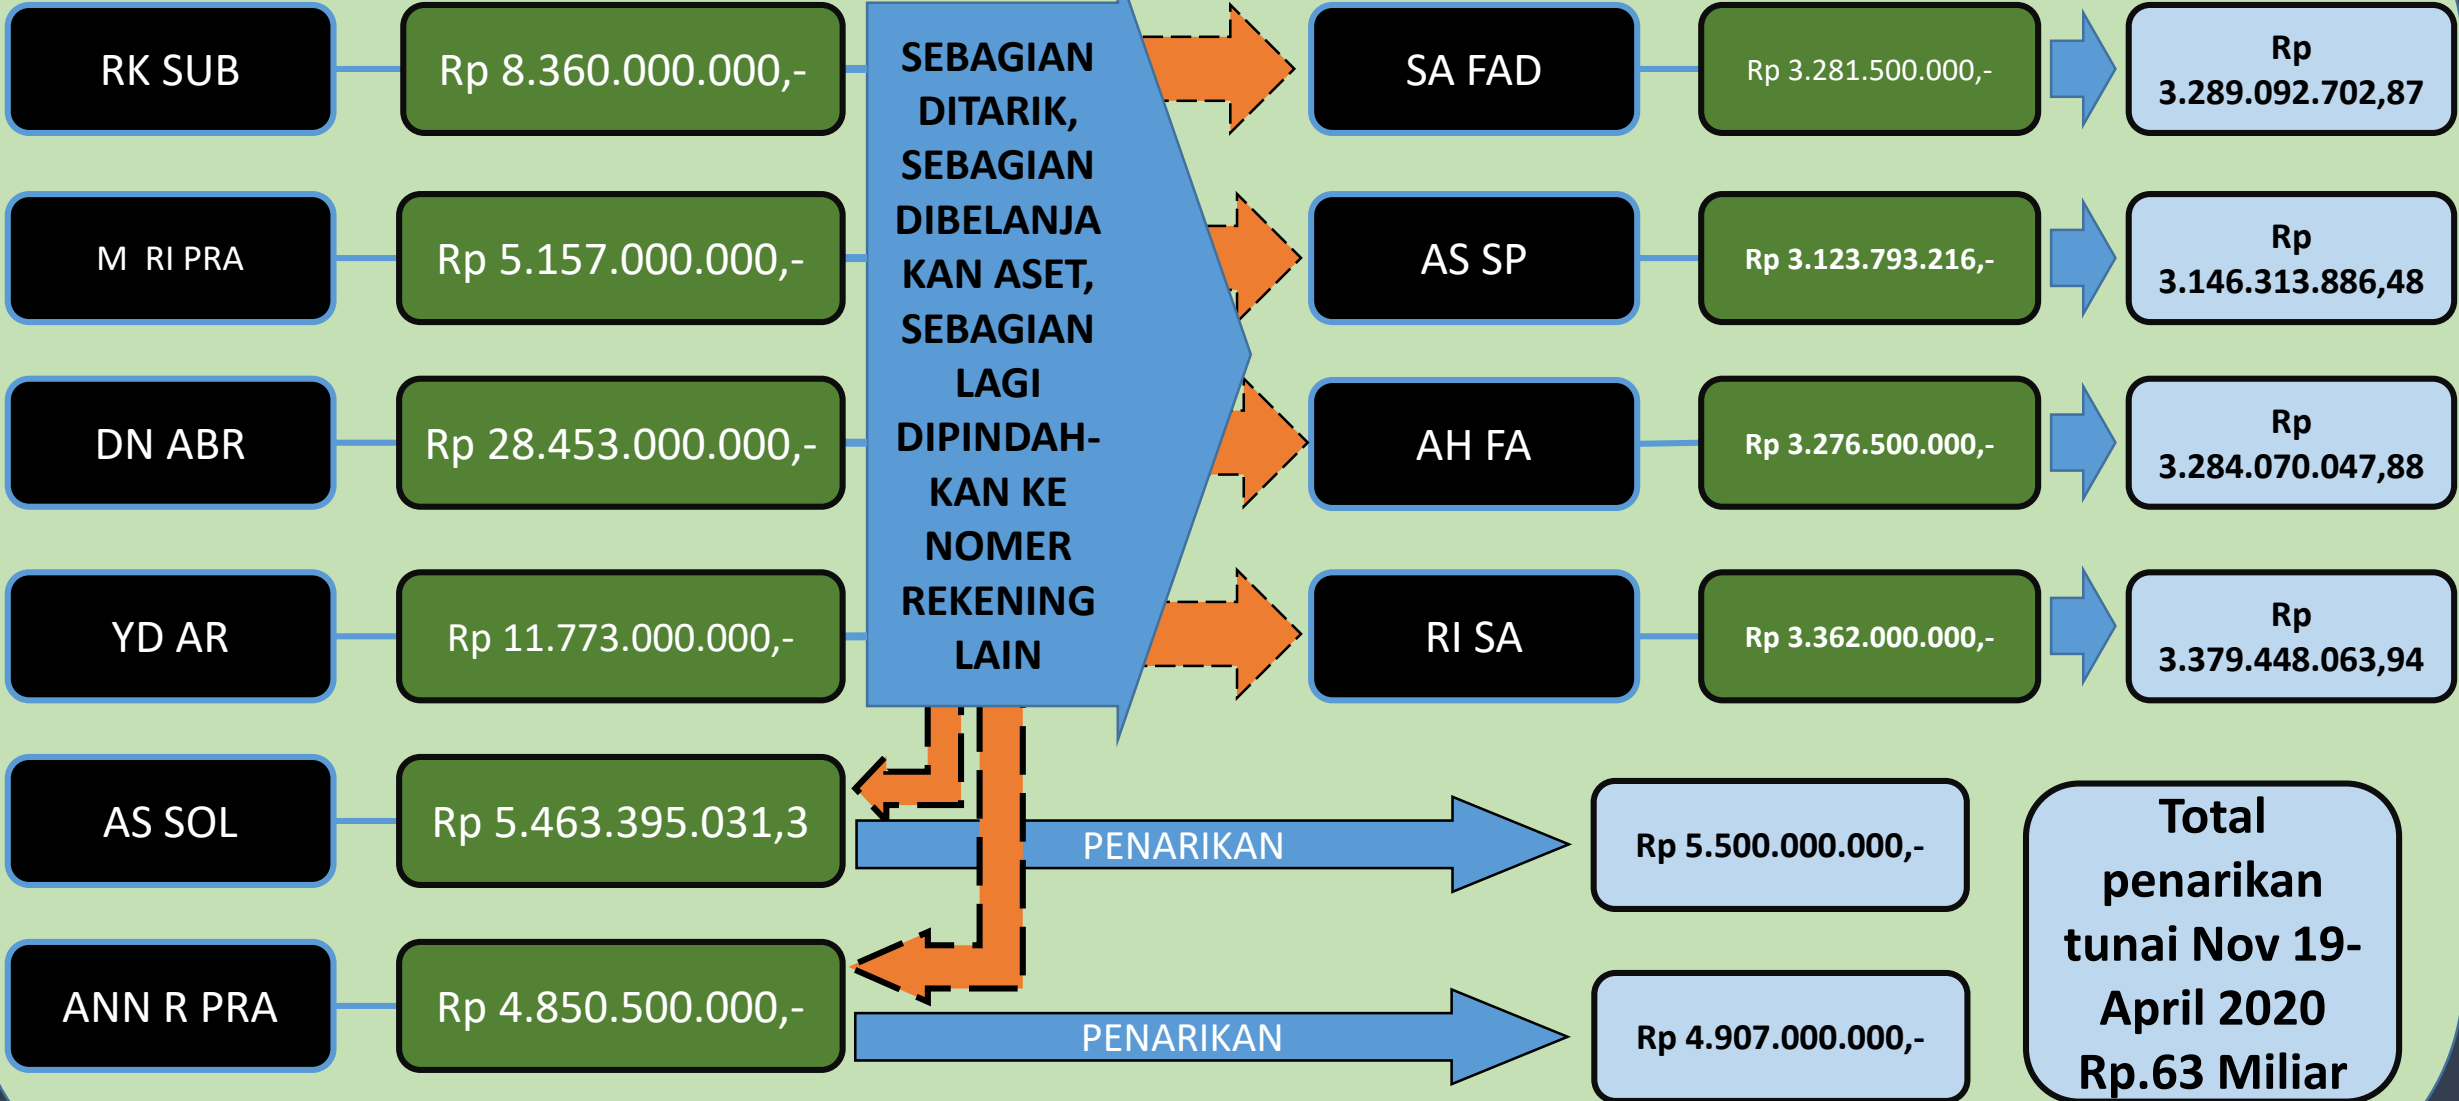 RK SUB
Rp 8.360.000.000,-
M RI PRA
Rp 5.157.000.000,-
DN ABR
Rp 28.453.000.000,-
YD AR
Rp 11.773.000.000,-
AS SOL
Rp 5.463.395.031,3
ANN R PRA
Rp 4.850.500.000,-
SEBAGIAN
DITARIK,
SEBAGIAN
DIBELANJA
KAN ASET,
SEBAGIAN
LAGI
DIPINDAH-
KAN KE
NOMER
REKENING
LAIN
SA FAD
Rp 3.281.500.000,-
Rp
3.289.092.702,87
AS SP
Rp 3.123.793.216,-
Rp
3.146.313.886,48
AH FA
Rp 3.276.500.000,-
Rp
3.284.070.047,88
RI SA
Rp 3.362.000.000,-
Rp
3.379.448.063,94
PENARIKAN
Rp 5.500.000.000,-
PENARIKAN
Rp 4.907.000.000,-
Total
penarikan
tunai Nov 19-
April 2020
Rp.63 Miliar